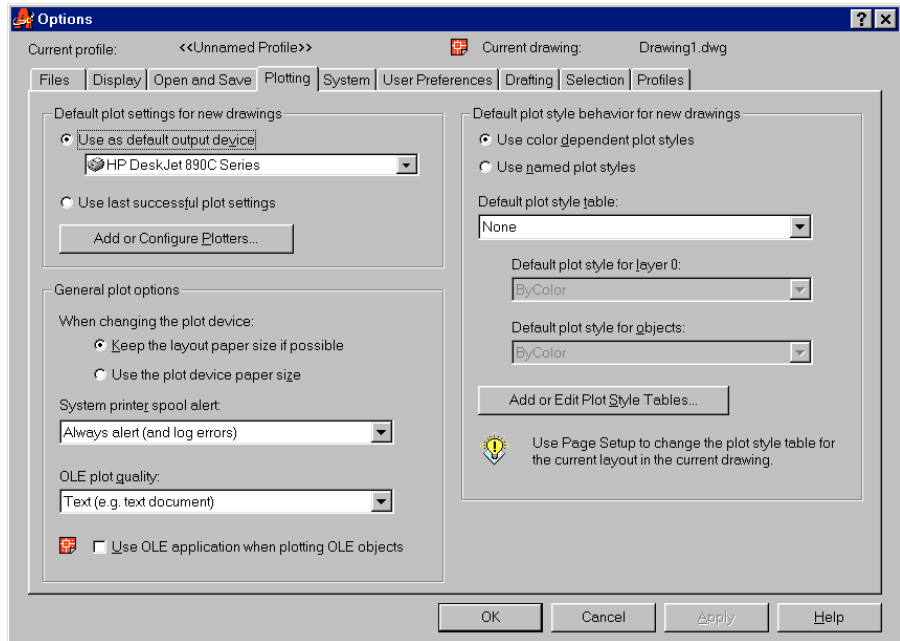 Options
Current profile: <<Unnamed Profile>> Current drawing: Drawing1.dwg
Files Display Open and Save Plotting System User Preferences Drafting Selection Profiles
Default plot settings for new drawings
Use as default output device
HP DeskJet 890C Series
Use last successful plot settings
Add or Configure Plotters...
General plot options
When changing the plot device:
Keep the layout paper size if possible
Use the plot device paper size
System printer spool alert:
Always alert (and log errors)
OLE plot quality:
Text (e.g. text document)
Use OLE application when plotting OLE objects
Default plot style behavior for new drawings
Use color dependent plot styles
Use named plot styles
Default plot style table:
None
Default plot style for layer 0:
ByColor
Default plot style for objects:
ByColor
Add or Edit Plot Style Tables...
Use Page Setup to change the plot style table for
the current layout in the current drawing.
OK Cancel Apply Help